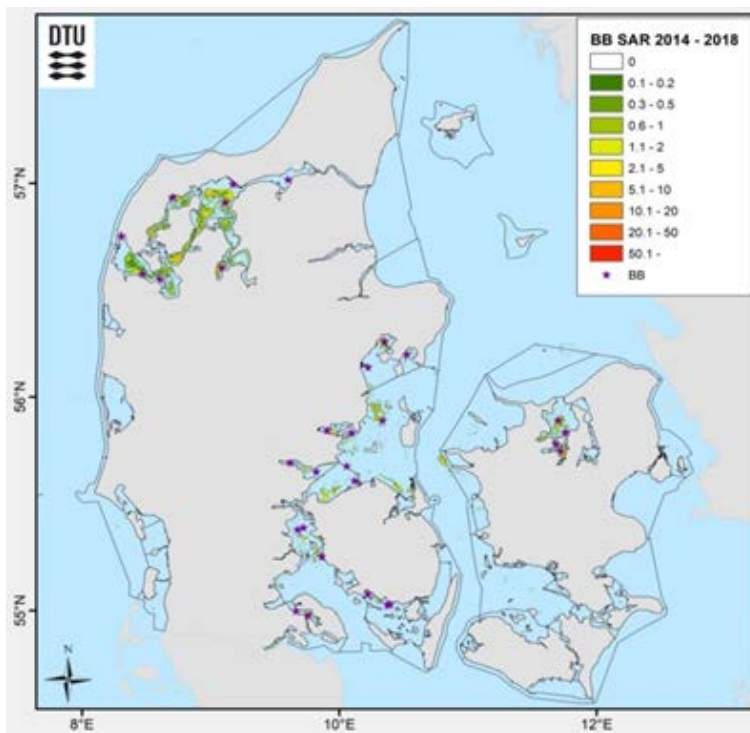 DTU
BB SAR 2014 - 2018
0
0.1 - 0.2
0.3 - 0.5
0.6 - 1
1.1 - 2
2.1 - 5
5.1 - 10
10.1 - 20
20.1 - 50
50.1 -
BB
57°N
56°N
55°N
N
8°E 10°E 12°E